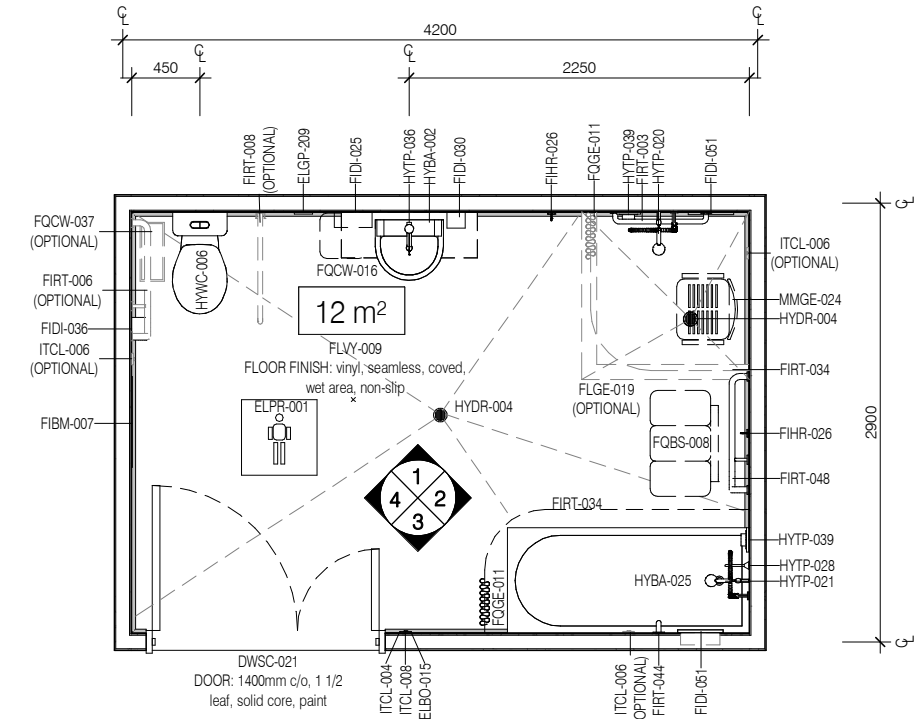 ℄
℄
4200
℄
℄
450
2250
FIRT-008
(OPTIONAL)
ELGP-209
FIDI-025
HYTP-036
HYBA-002
FIDI-030
FIHR-026
FQGE-011
HYTP-039
FIRT-003
HYTP-020
FIDI-051
℄
FQCW-037
(OPTIONAL)
FIRT-006
(OPTIONAL)
FIDI-036
ITCL-006
(OPTIONAL)
FIBM-007
HYWC-006
FQCW-016
12 m²
FLVY-009
FLOOR FINISH: vinyl, seamless, coved,
wet area, non-slip
ELPR-001
HYDR-004
1
4
2
3
FLGE-019
(OPTIONAL)
FQBS-008
FIRT-034
FQGE-011
HYBA-025
ITCL-006
(OPTIONAL)
MMGE-024
HYDR-004
FIRT-034
FIHR-026
FIRT-048
HYTP-039
HYTP-028
HYTP-021
2900
℄
DWSC-021
DOOR: 1400mm c/o, 1 1/2
leaf, solid core, paint
ITCL-004
ITCL-008
ELBO-015
ITCL-006
(OPTIONAL)
FIRT-044
FIDI-051